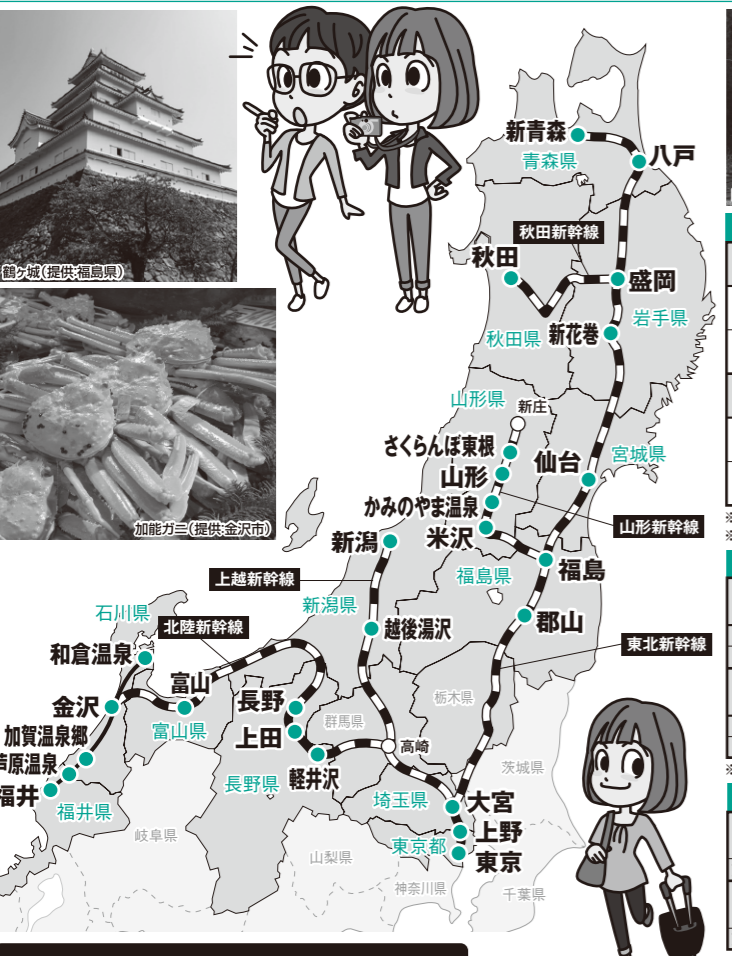 鶴ヶ城(提供:福島県)
加能ガニ(提供:金沢市)
新青森
青森県
八戸
秋田新幹線
秋田
盛岡
秋田県
新花巻
岩手県
山形県
新庄
さくらんぼ東根
山形
仙台
宮城県
かみのやま温泉
米沢
山形新幹線
新潟
福島県
福島
上越新幹線
新潟県
越後湯沢
郡山
東北新幹線
石川県
北陸新幹線
和倉温泉
富山
金沢
富山県
長野
群馬県
栃木県
加賀温泉郷
上田
高崎
茨城県
芦原温泉
長野県
軽井沢
福井
福井県
埼玉県
大宮
岐阜県
山梨県
東京都
上野
東京
神奈川県
千葉県
※
※
※